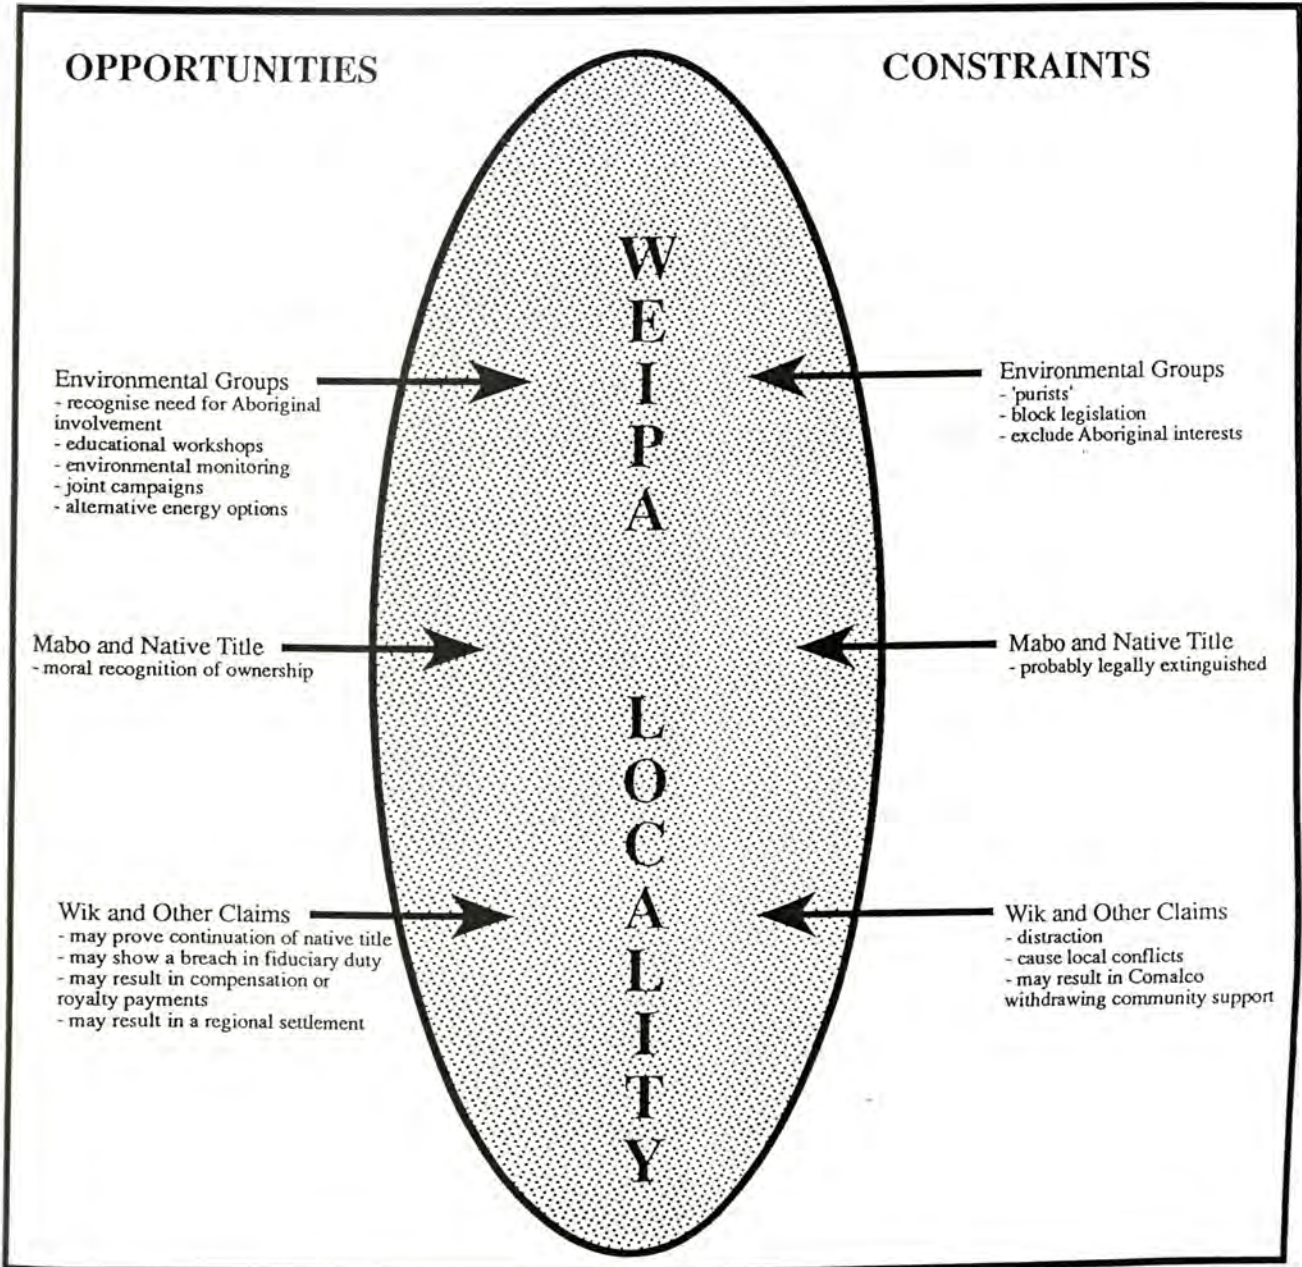 OPPORTUNITIES
CONSTRAINTS
WEIPA LOCALITY
Environmental Groups
- recognise need for Aboriginal
involvement
- educational workshops
- environmental monitoring
- joint campaigns
- alternative energy options
Environmental Groups
- 'purists'
- block legislation
- exclude Aboriginal interests
Mabo and Native Title
- moral recognition of ownership
Mabo and Native Title
- probably legally extinguished
Wik and Other Claims
- may prove continuation of native title
- may show a breach in fiduciary duty
- may result in compensation or
royalty payments
- may result in a regional settlement
Wik and Other Claims
- distraction
- cause local conflicts
- may result in Comalco
withdrawing community support